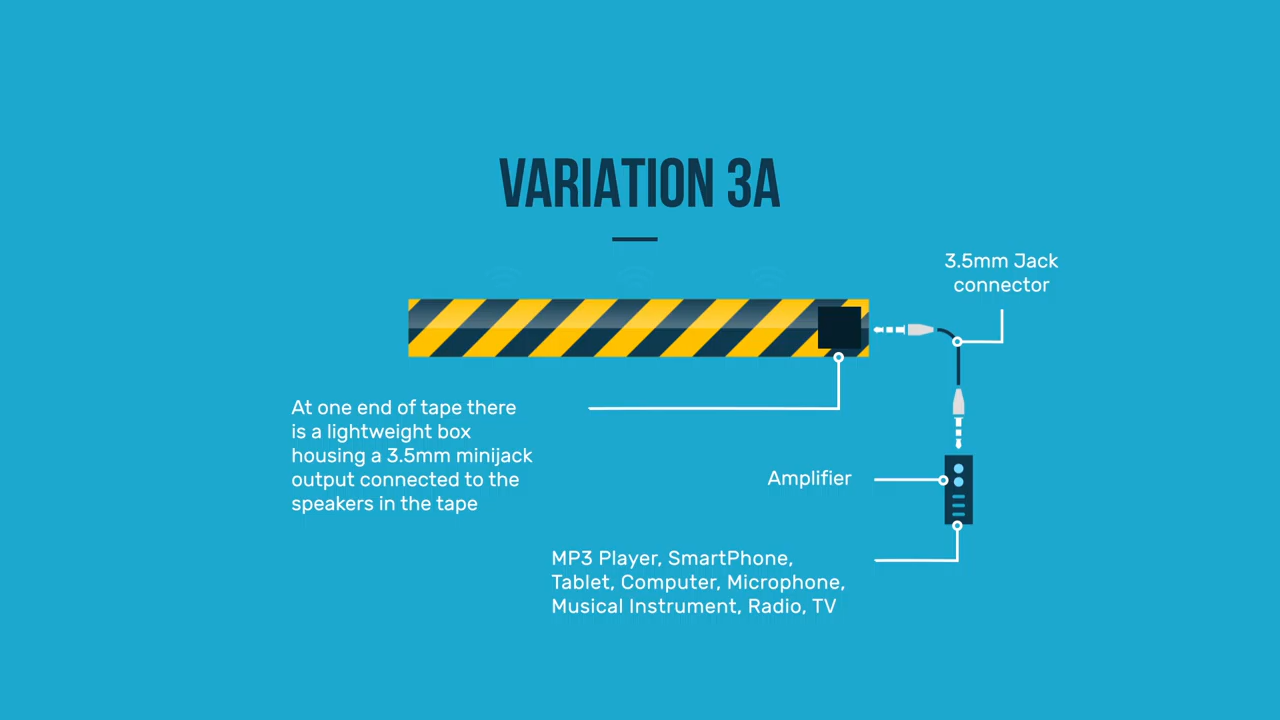 VARIATION 3A
3.5mm Jack
connector
At one end of tape there
is a lightweight box
housing a 3.5mm minijack
output connected to the
speakers in the tape
Amplifier
MP3 Player, SmartPhone,
Tablet, Computer, Microphone,
Musical Instrument, Radio, TV